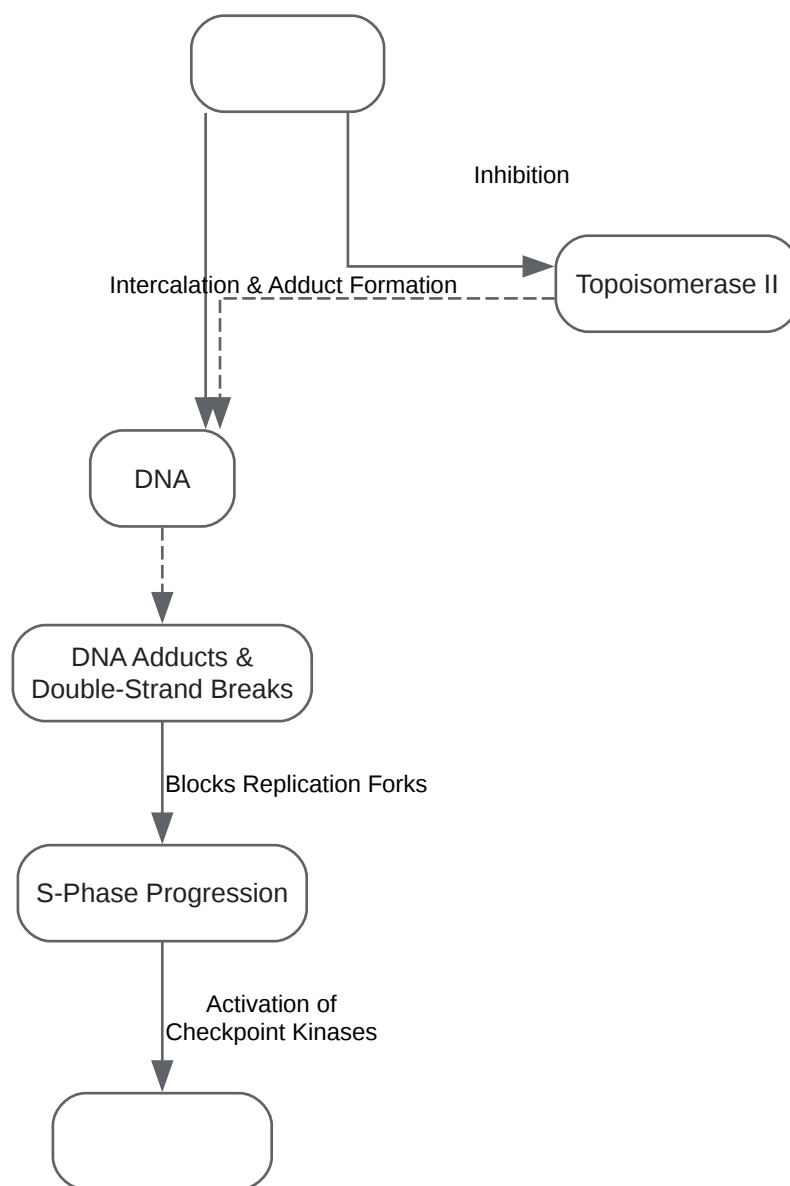 Inhibition
Topoisomerase II
Intercalation & Adduct Formation
DNA
DNA Adducts &
Double-Strand Breaks
Blocks Replication Forks
S-Phase Progression
Activation of
Checkpoint Kinases